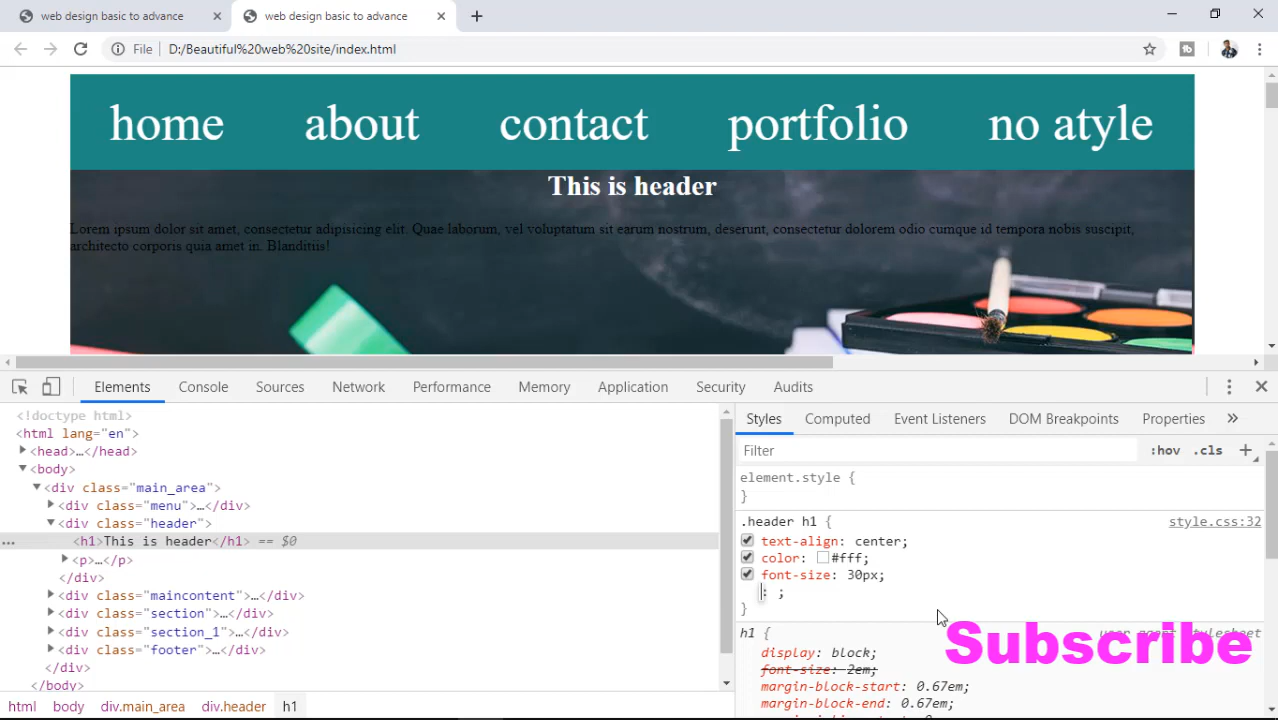 web design basic to advance
web design basic to advance
File D:/Beautiful%20web%20site/index.html
home about contact portfolio no atyle
This is header
Lorem ipsum dolor sit amet, consectetur adipisicing elit. Quae laborum, vel voluptatum sit earum nostrum, deserunt, consectetur dolorem odio cumque id tempora nobis suscipit,
architecto corporis quia amet in. Blanditiis!
Elements Console Sources Network Performance Memory Application Security Audits
<!doctype html>
<html lang="en">
<head>…</head>
<body>
<div class="main_area">
<div class="menu">…</div>
<div class="header">
… <h1>This is header</h1> == $0
<p>…</p>
</div>
<div class="maincontent">…</div>
<div class="section">…</div>
<div class="section_1">…</div>
<div class="footer">…</div>
</div>
</body>
html body div.main_area div.header h1
Styles Computed Event Listeners DOM Breakpoints Properties »
Filter :hov .cls +
element.style {
}
.header h1 { style.css:32
text-align: center;
color: #fff;
font-size: 30px;
: ;
}
h1 { user agent stylesheet
display: block;
font-size: 2em;
margin-block-start: 0.67em;
margin-block-end: 0.67em;
Subscribe